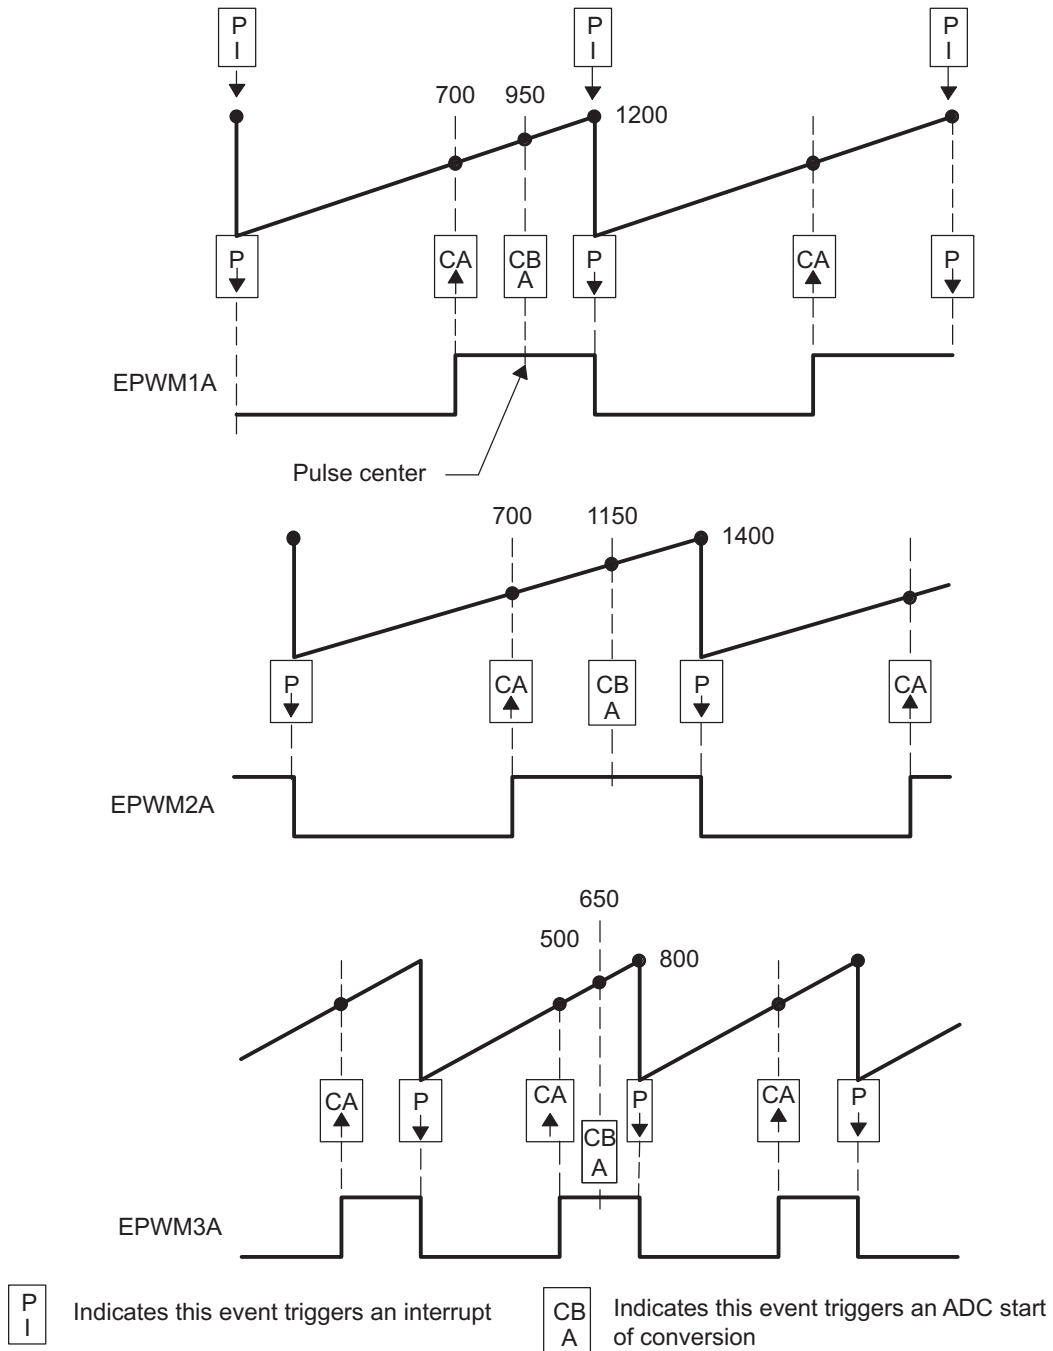 P
I
P
I
P
I
700 950
1200
P
CA
CB
A
P
CA
P
EPWM1A
Pulse center
700 1150
1400
P
CA
CB
A
P
CA
EPWM2A
650
500
800
CA
P
CA
CB
A
P
CA
P
EPWM3A
P
I
Indicates this event triggers an interrupt
CB
A
Indicates this event triggers an ADC start
of conversion